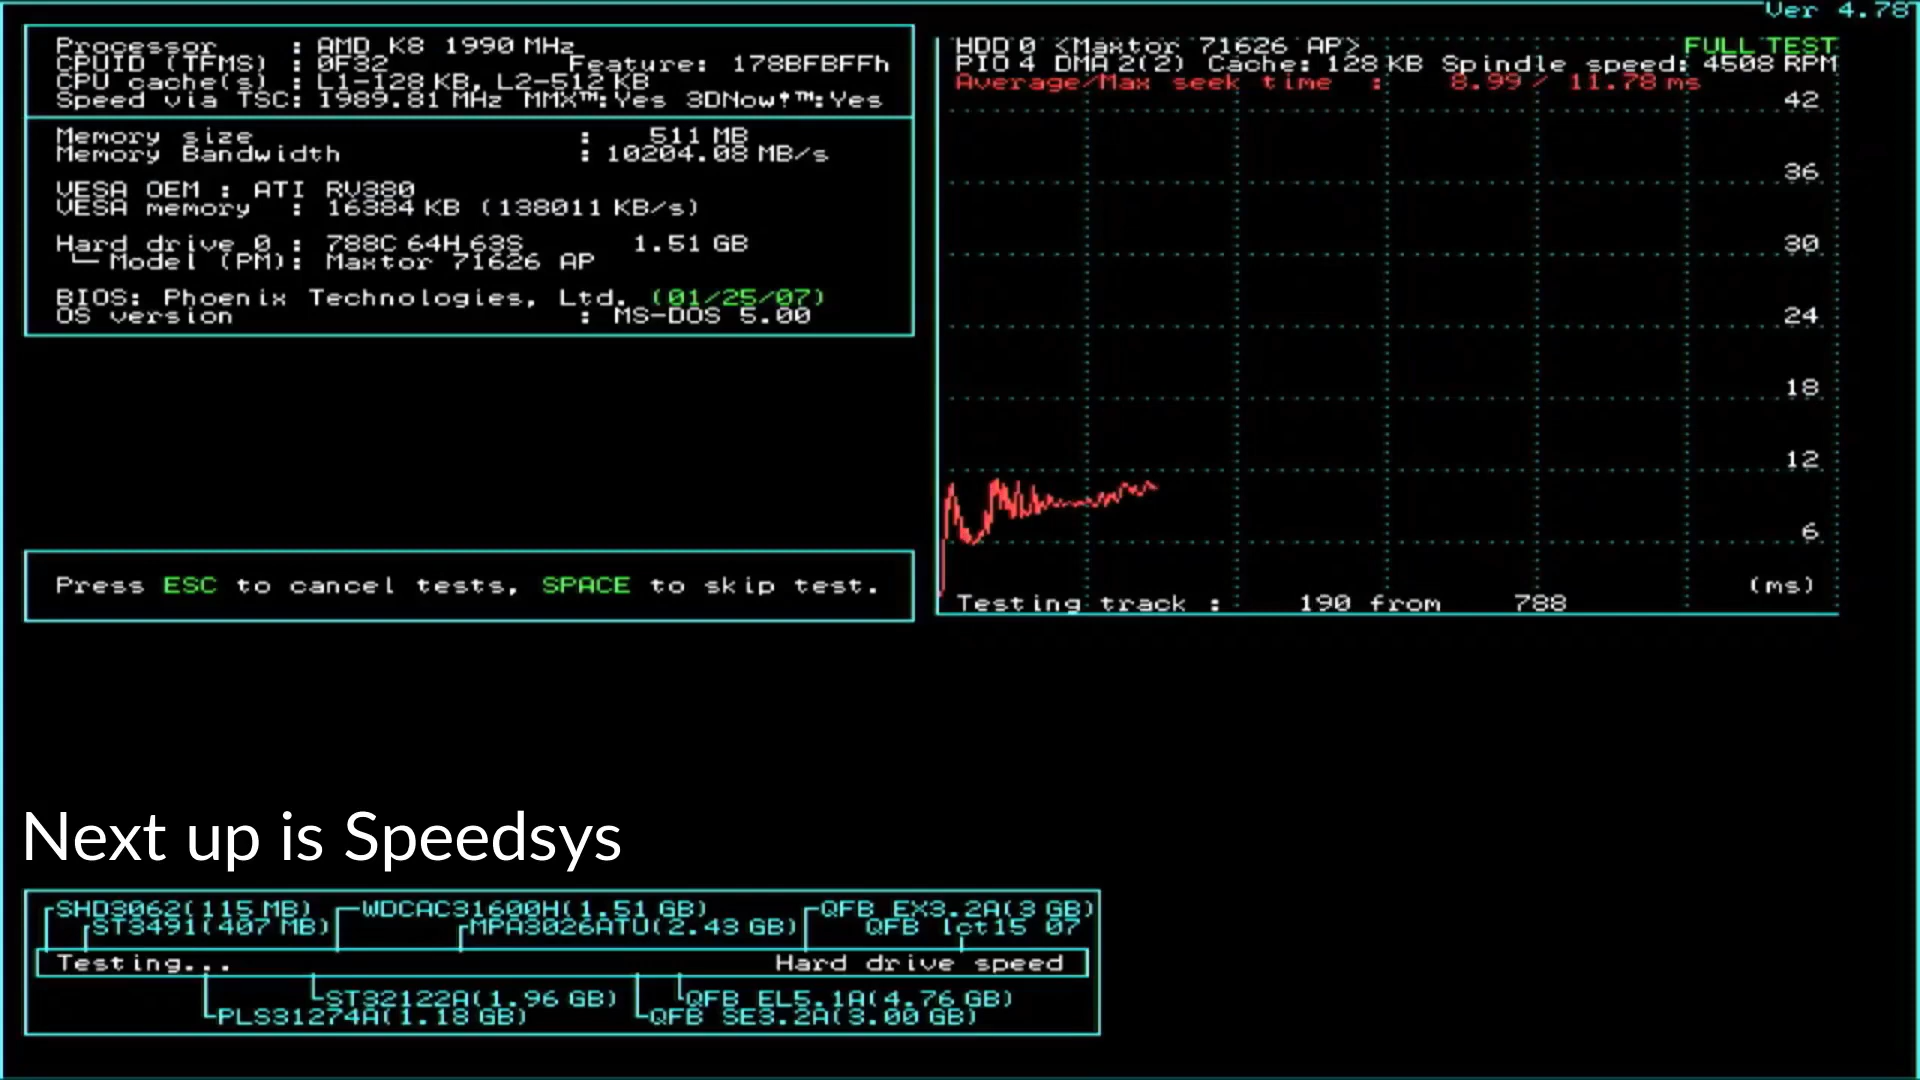 Ver 4.78
Processor : AMD K8 1990 MHz
CPUID (TFMS) : 0F32 Feature: 178BFBFFh
CPU cache(s) : L1-128 KB, L2-512 KB
Speed via TSC: 1989.81 MHz MMX™:Yes 3DNow!™:Yes
Memory size : 511 MB
Memory Bandwidth : 10204.08 MB/s
VESA OEM : ATI RV380
VESA memory : 16384 KB (138011 KB/s)
Hard drive 0 : 788C 64H 63S 1.51 GB
Model (PM): Maxtor 71626 AP
BIOS: Phoenix Technologies, Ltd. (01/25/07)
OS version : MS-DOS 5.00
Press ESC to cancel tests, SPACE to skip test.
HDD 0 <Maxtor 71626 AP> FULL TEST
PIO 4 DMA 2(2) Cache: 128 KB Spindle speed: 4508 RPM
Average/Max seek time : 8.99 / 11.78 ms
42
36
30
24
18
12
6
(ms)
Testing track : 190 from 788
Next up is Speedsys
SHD3062(115 MB) WDCAC31600H(1.51 GB) QFB EX3.2A(3 GB)
ST3491(407 MB) MPA3026ATU(2.43 GB) QFB lct15 07
Testing... Hard drive speed
ST32122A(1.96 GB) QFB EL5.1A(4.76 GB)
PLS31274A(1.18 GB) QFB SE3.2A(3.00 GB)